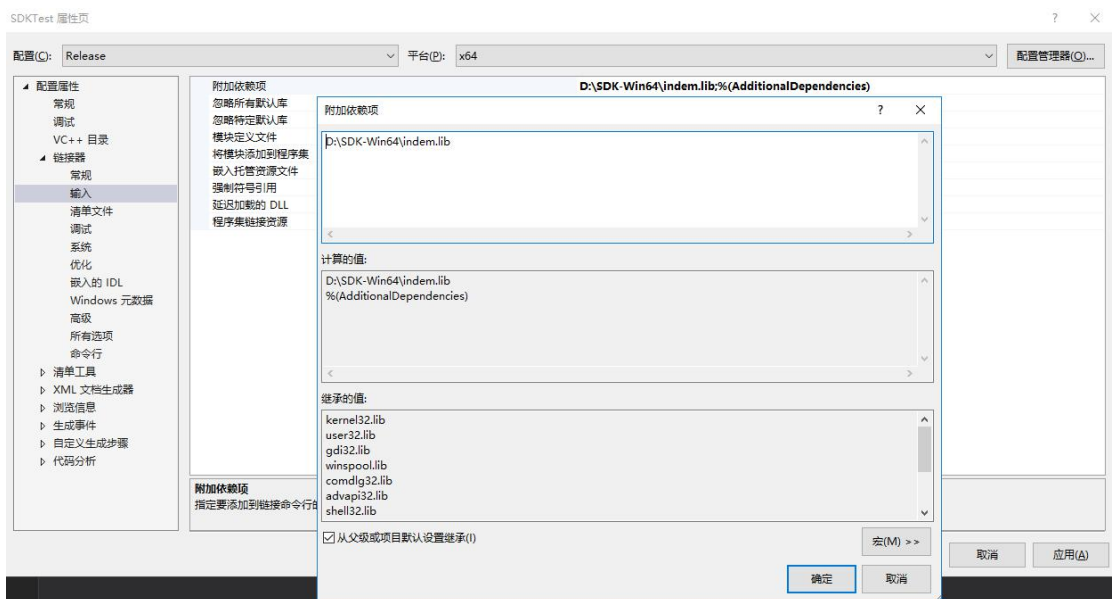 SDKTest 属性页
配置(C): Release 平台(P): x64 配置管理器(O)...
配置属性
常规
调试
VC++ 目录
链接器
常规
输入
清单文件
调试
系统
优化
嵌入的 IDL
Windows 元数据
高级
所有选项
命令行
清单工具
XML 文档生成器
浏览信息
生成事件
自定义生成步骤
代码分析
附加依赖项 D:\SDK-Win64\indem.lib;%(AdditionalDependencies)
忽略所有默认库
忽略特定默认库
模块定义文件
将模块添加到程序集
嵌入托管资源文件
强制符号引用
延迟加载的 DLL
程序集链接资源
附加依赖项
指定要添加到链接命令行的
附加依赖项
D:\SDK-Win64\indem.lib
计算的值:
D:\SDK-Win64\indem.lib
%(AdditionalDependencies)
继承的值:
kernel32.lib
user32.lib
gdi32.lib
winspool.lib
comdlg32.lib
advapi32.lib
shell32.lib
从父级或项目默认设置继承(I)
宏(M) >>
确定 取消
取消 应用(A)